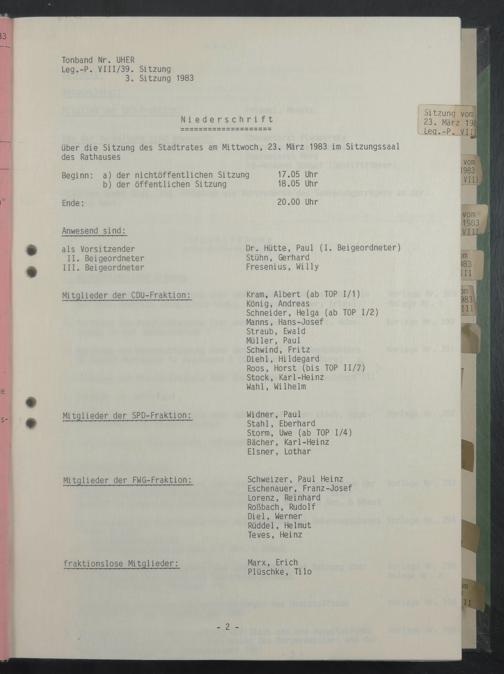 Tonband Nr. UHER
Leg.-P. VIII/39. Sitzung
3. Sitzung 1983
Niederschrift
=====================
über die Sitzung des Stadtrates am Mittwoch, 23. März 1983 im Sitzungssaal
des Rathauses
Beginn: a) der nichtöffentlichen Sitzung 17.05 Uhr
b) der öffentlichen Sitzung 18.05 Uhr
Ende: 20.00 Uhr
Anwesend sind:
als Vorsitzender Dr. Hütte, Paul (I. Beigeordneter)
II. Beigeordneter Stühn, Gerhard
III. Beigeordneter Fresenius, Willy
Mitglieder der CDU-Fraktion: Kram, Albert (ab TOP I/1)
König, Andreas
Schneider, Helga (ab TOP I/2)
Manns, Hans-Josef
Straub, Ewald
Müller, Paul
Schwind, Fritz
Diehl, Hildegard
Roos, Horst (bis TOP II/7)
Stock, Karl-Heinz
Wahl, Wilhelm
Mitglieder der SPD-Fraktion: Widner, Paul
Stahl, Eberhard
Storm, Uwe (ab TOP I/4)
Bächer, Karl-Heinz
Elsner, Lothar
Mitglieder der FWG-Fraktion: Schweizer, Paul Heinz
Eschenauer, Franz-Josef
Lorenz, Reinhard
Roßbach, Rudolf
Diel, Werner
Rüddel, Helmut
Teves, Heinz
fraktionslose Mitglieder: Marx, Erich
Plüschke, Tilo
- 2 -
Sitzung vom
23. März
Leg.-P.